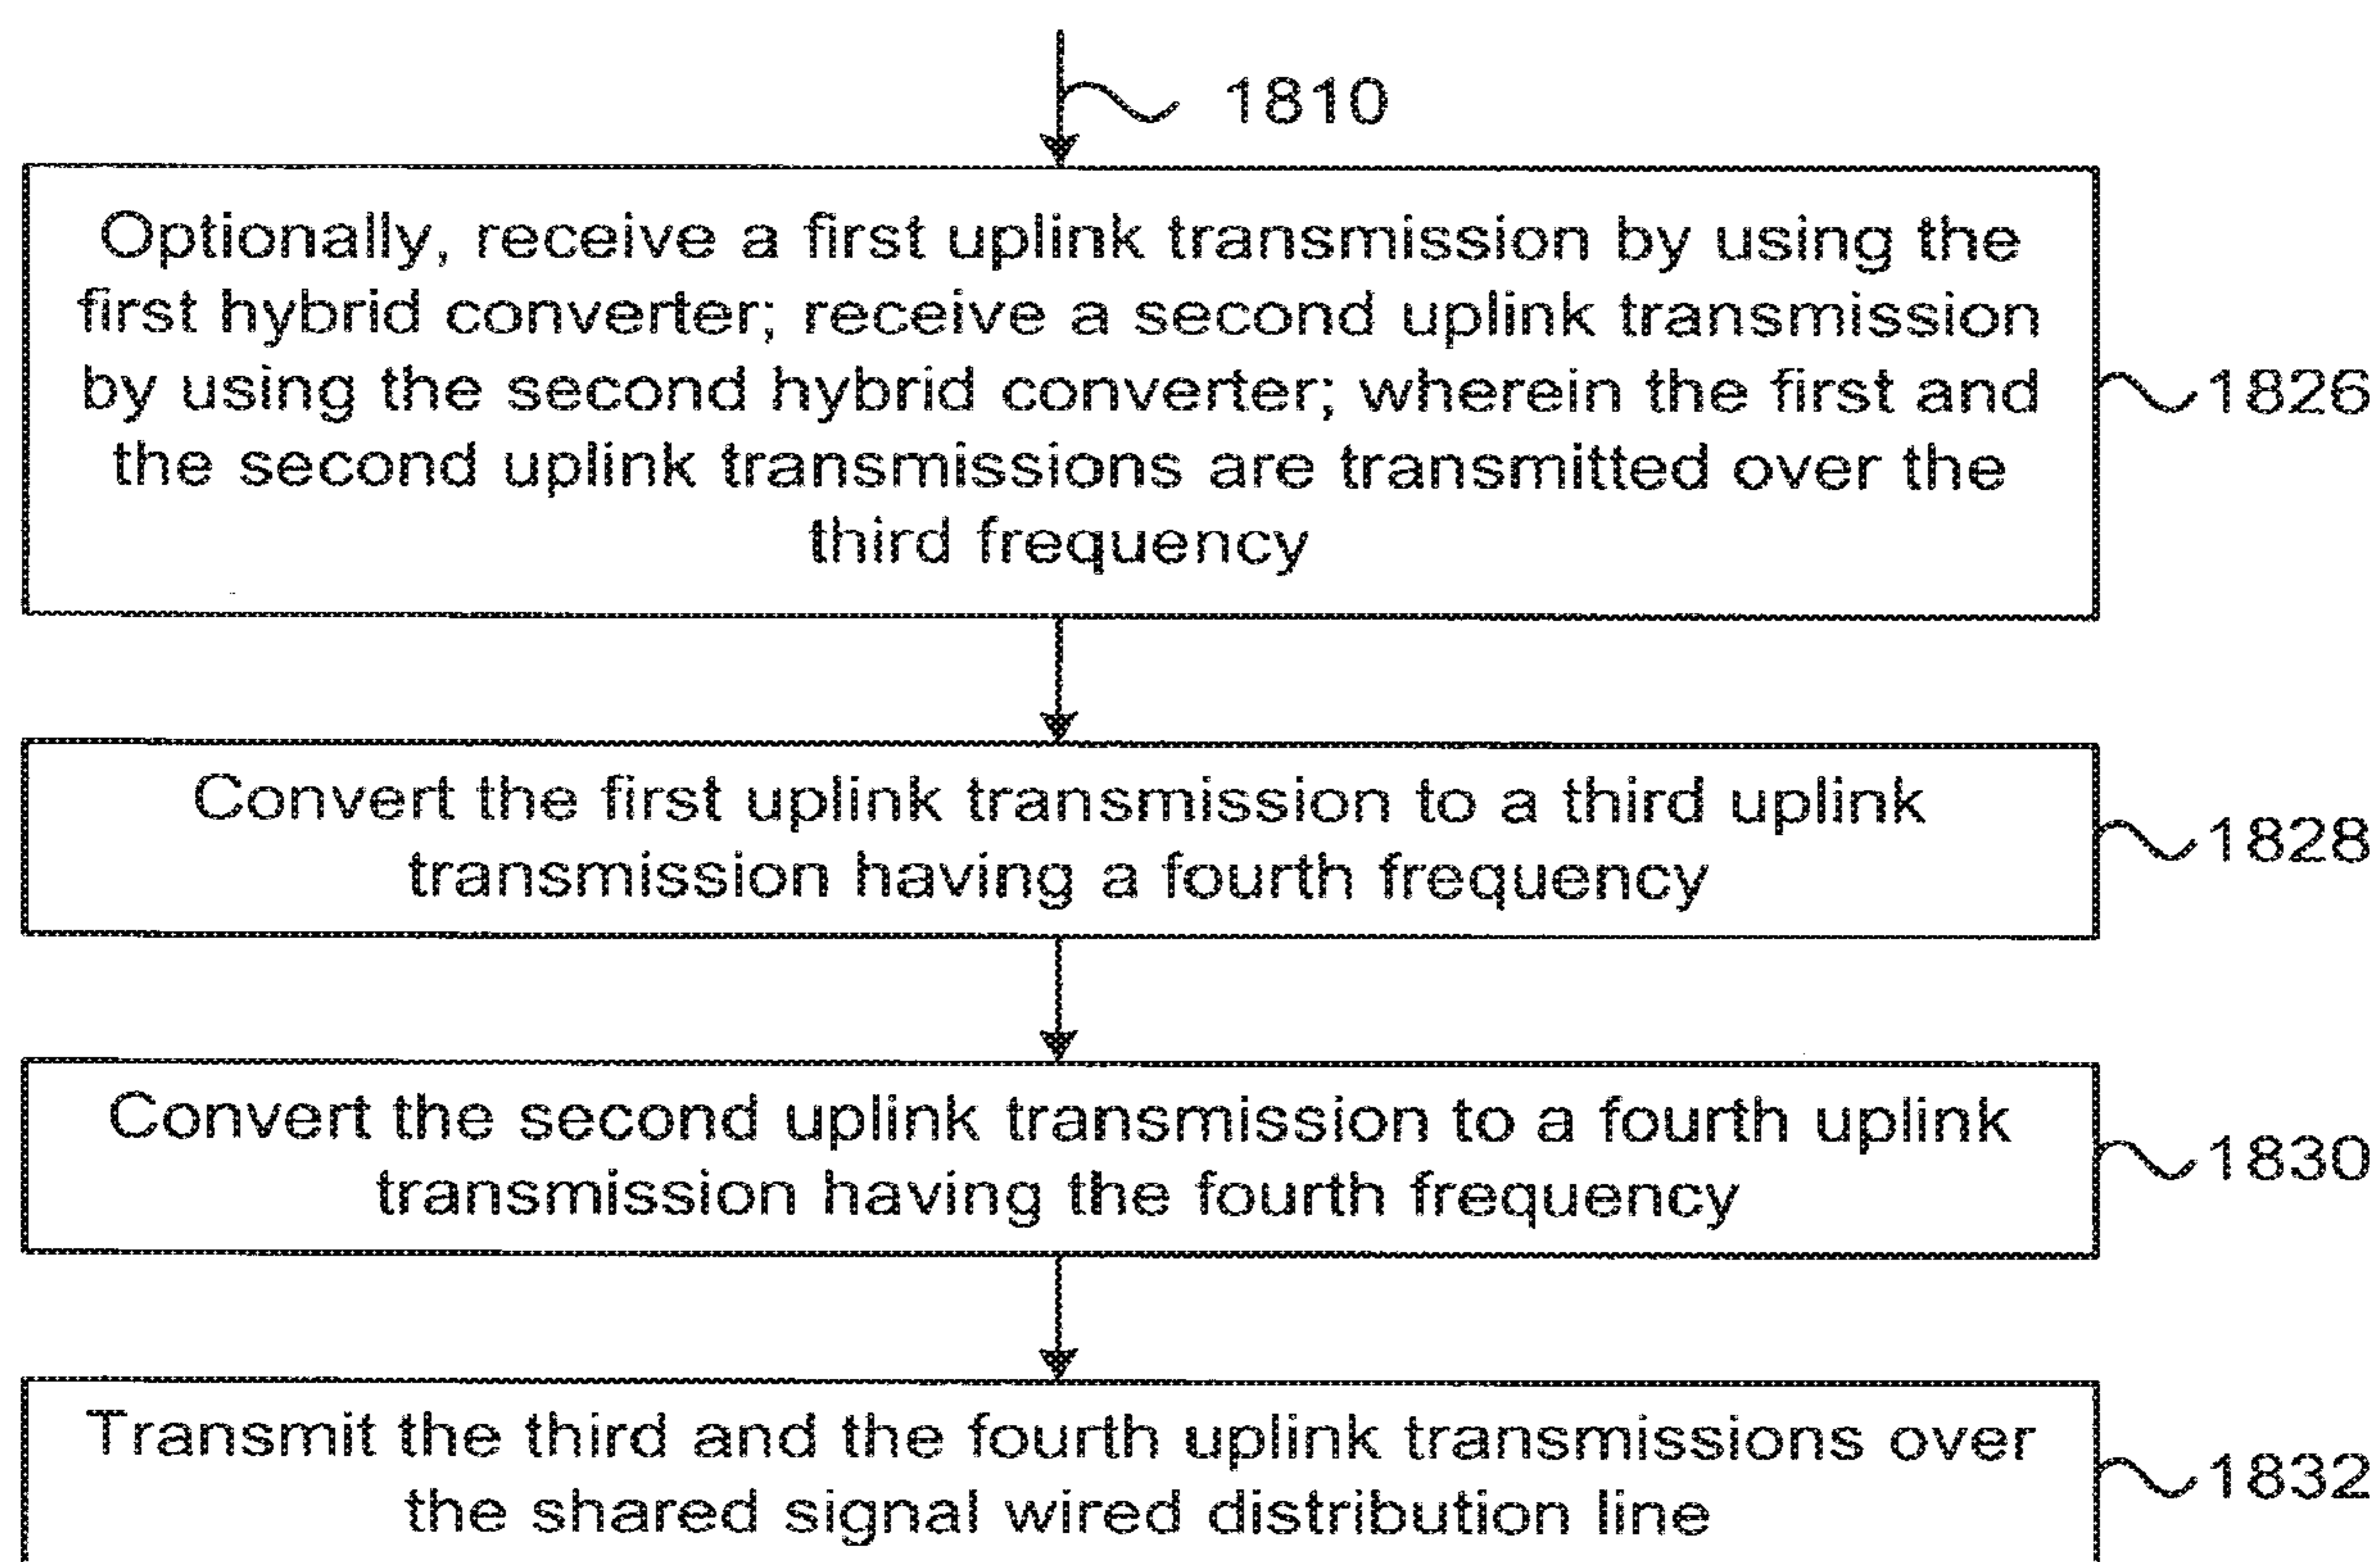 1810
Optionally, receive a first uplink transmission by using the
first hybrid converter; receive a second uplink transmission
by using the second hybrid converter; wherein the first and
the second uplink transmissions are transmitted over the
third frequency
1826
Convert the first uplink transmission to a third uplink
transmission having a fourth frequency
1828
Convert the second uplink transmission to a fourth uplink
transmission having the fourth frequency
1830
Transmit the third and the fourth uplink transmissions over
the shared signal wired distribution line
1832